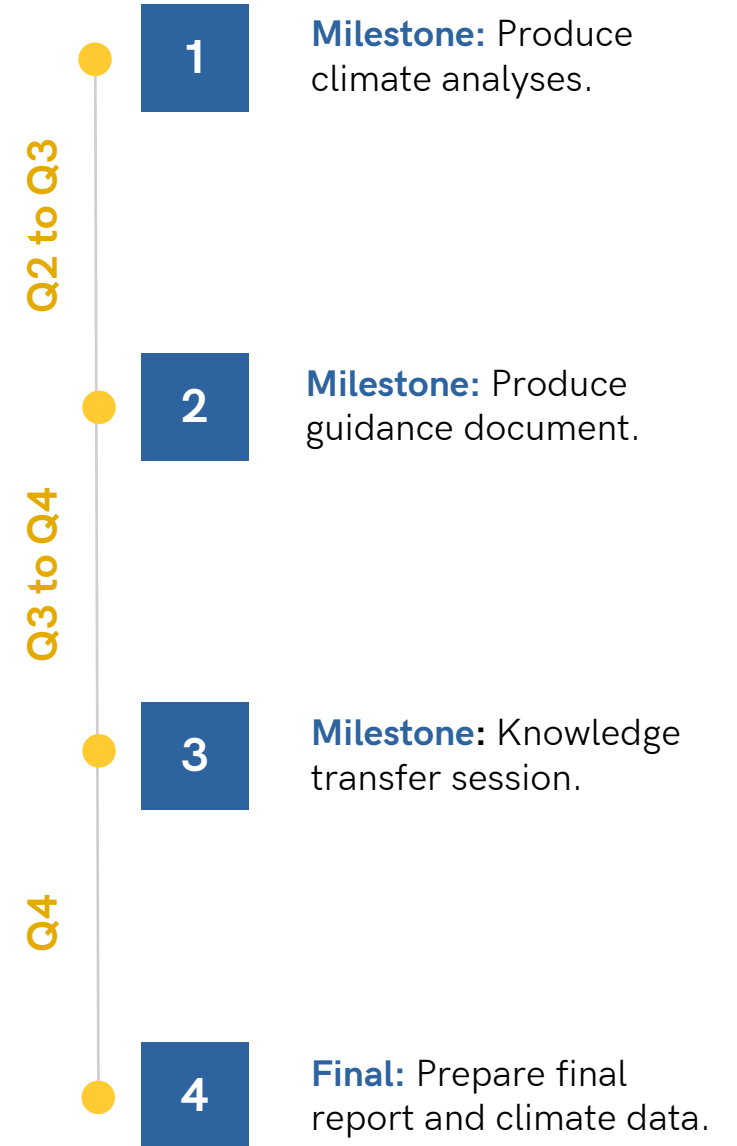 1
Milestone: Produce
climate analyses.
Q2 to Q3
2
Milestone: Produce
guidance document.
Q3 to Q4
3
Milestone: Knowledge
transfer session.
Q4
4
Final: Prepare final
report and climate data.